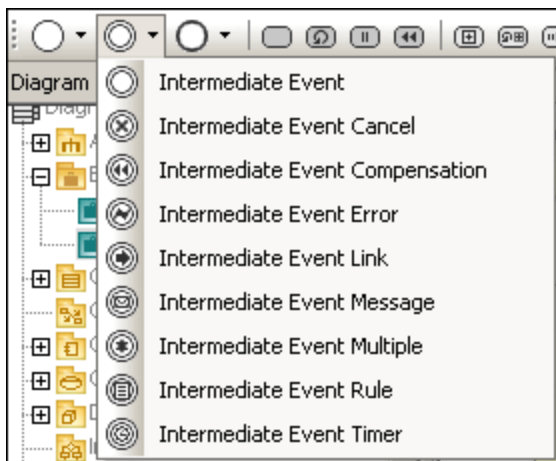 Diagram
Intermediate Event
Intermediate Event Cancel
Intermediate Event Compensation
Intermediate Event Error
Intermediate Event Link
Intermediate Event Message
Intermediate Event Multiple
Intermediate Event Rule
Intermediate Event Timer